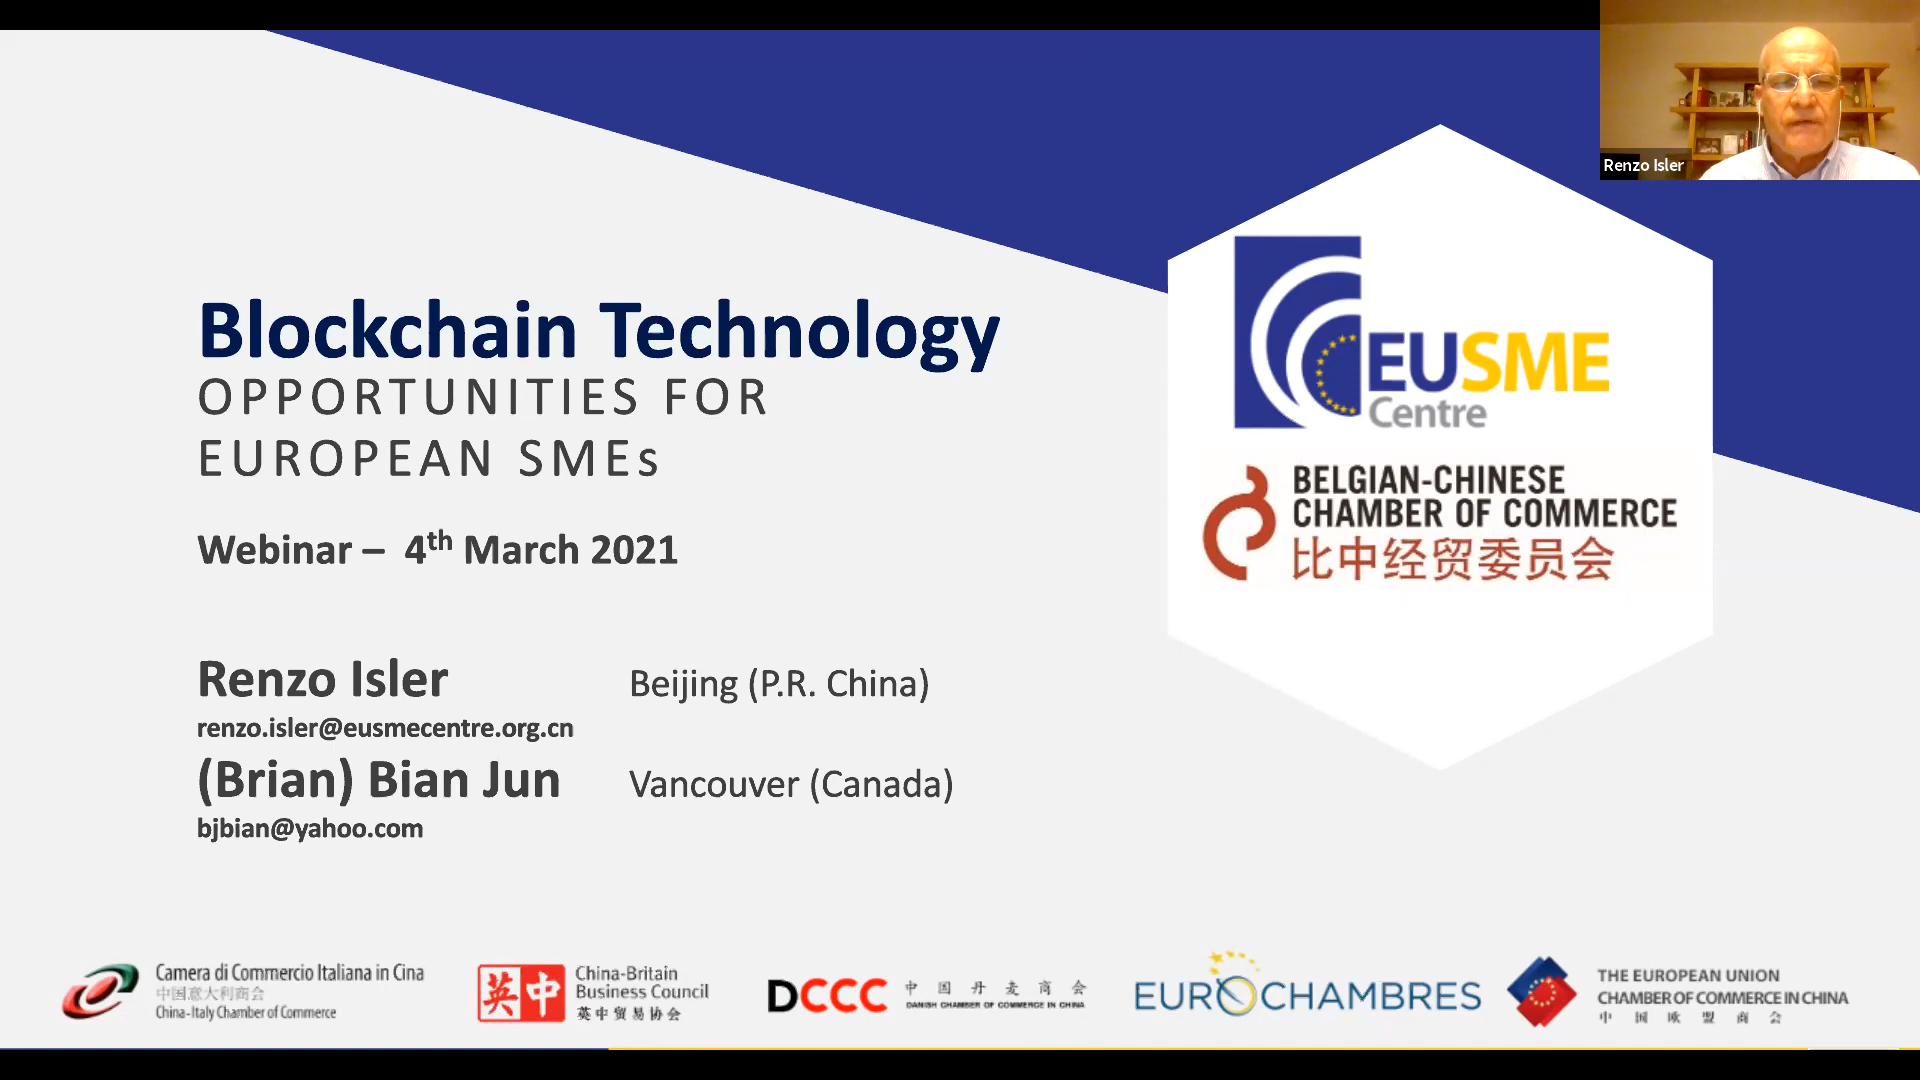 Renzo Isler
Blockchain Technology
OPPORTUNITIES FOR
EUROPEAN SMEs
Webinar – 4th March 2021
Renzo Isler Beijing (P.R. China)
renzo.isler@eusmecentre.org.cn
(Brian) Bian Jun Vancouver (Canada)
bjbian@yahoo.com
EUSME
Centre
BELGIAN-CHINESE
CHAMBER OF COMMERCE
比中经贸委员会
Camera di Commercio Italiana in Cina
中国意大利商会
China-Italy Chamber of Commerce
英中
China-Britain
Business Council
英中贸易协会
DCCC
中国丹麦商会
DANISH CHAMBER OF COMMERCE IN CHINA
EUROCHAMBRES
THE EUROPEAN UNION
CHAMBER OF COMMERCE IN CHINA
中国欧盟商会